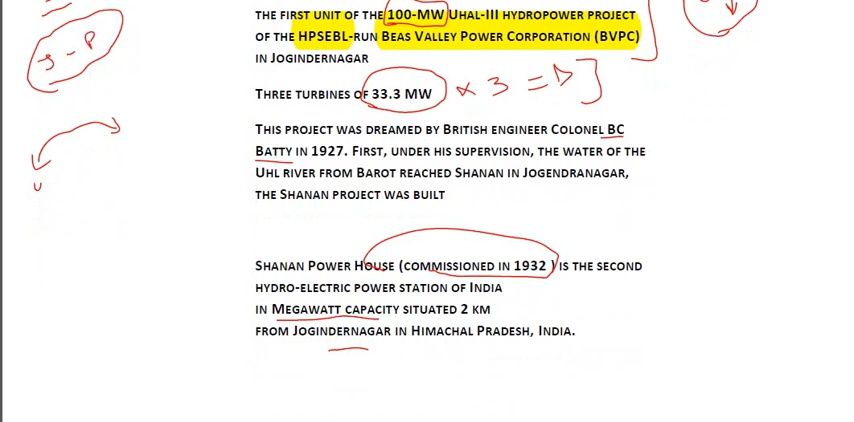 THE FIRST UNIT OF THE 100-MW UHAL-III HYDROPOWER PROJECT
OF THE HPSEBL-RUN BEAS VALLEY POWER CORPORATION (BVPC)
IN JOGINDERNAGAR
THREE TURBINES OF 33.3 MW × 3 =
THIS PROJECT WAS DREAMED BY BRITISH ENGINEER COLONEL BC
BATTY IN 1927. FIRST, UNDER HIS SUPERVISION, THE WATER OF THE
UHL RIVER FROM BAROT REACHED SHANAN IN JOGENDRANAGAR,
THE SHANAN PROJECT WAS BUILT
SHANAN POWER HOUSE (COMMISSIONED IN 1932 ) IS THE SECOND
HYDRO-ELECTRIC POWER STATION OF INDIA
IN MEGAWATT CAPACITY SITUATED 2 KM
FROM JOGINDERNAGAR IN HIMACHAL PRADESH, INDIA.